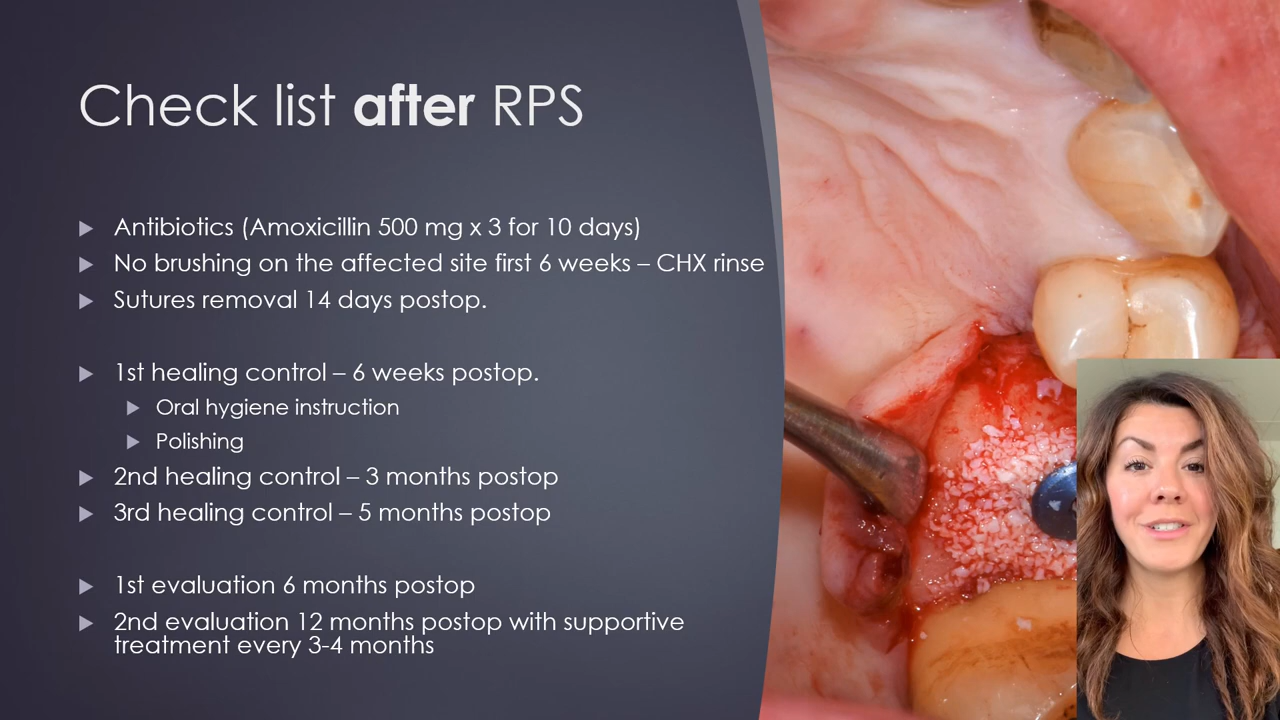 Check list after RPS
Antibiotics (Amoxicillin 500 mg x 3 for 10 days)
No brushing on the affected site first 6 weeks – CHX rinse
Sutures removal 14 days postop.
1st healing control – 6 weeks postop.
Oral hygiene instruction
Polishing
2nd healing control – 3 months postop
3rd healing control – 5 months postop
1st evaluation 6 months postop
2nd evaluation 12 months postop with supportive
treatment every 3-4 months